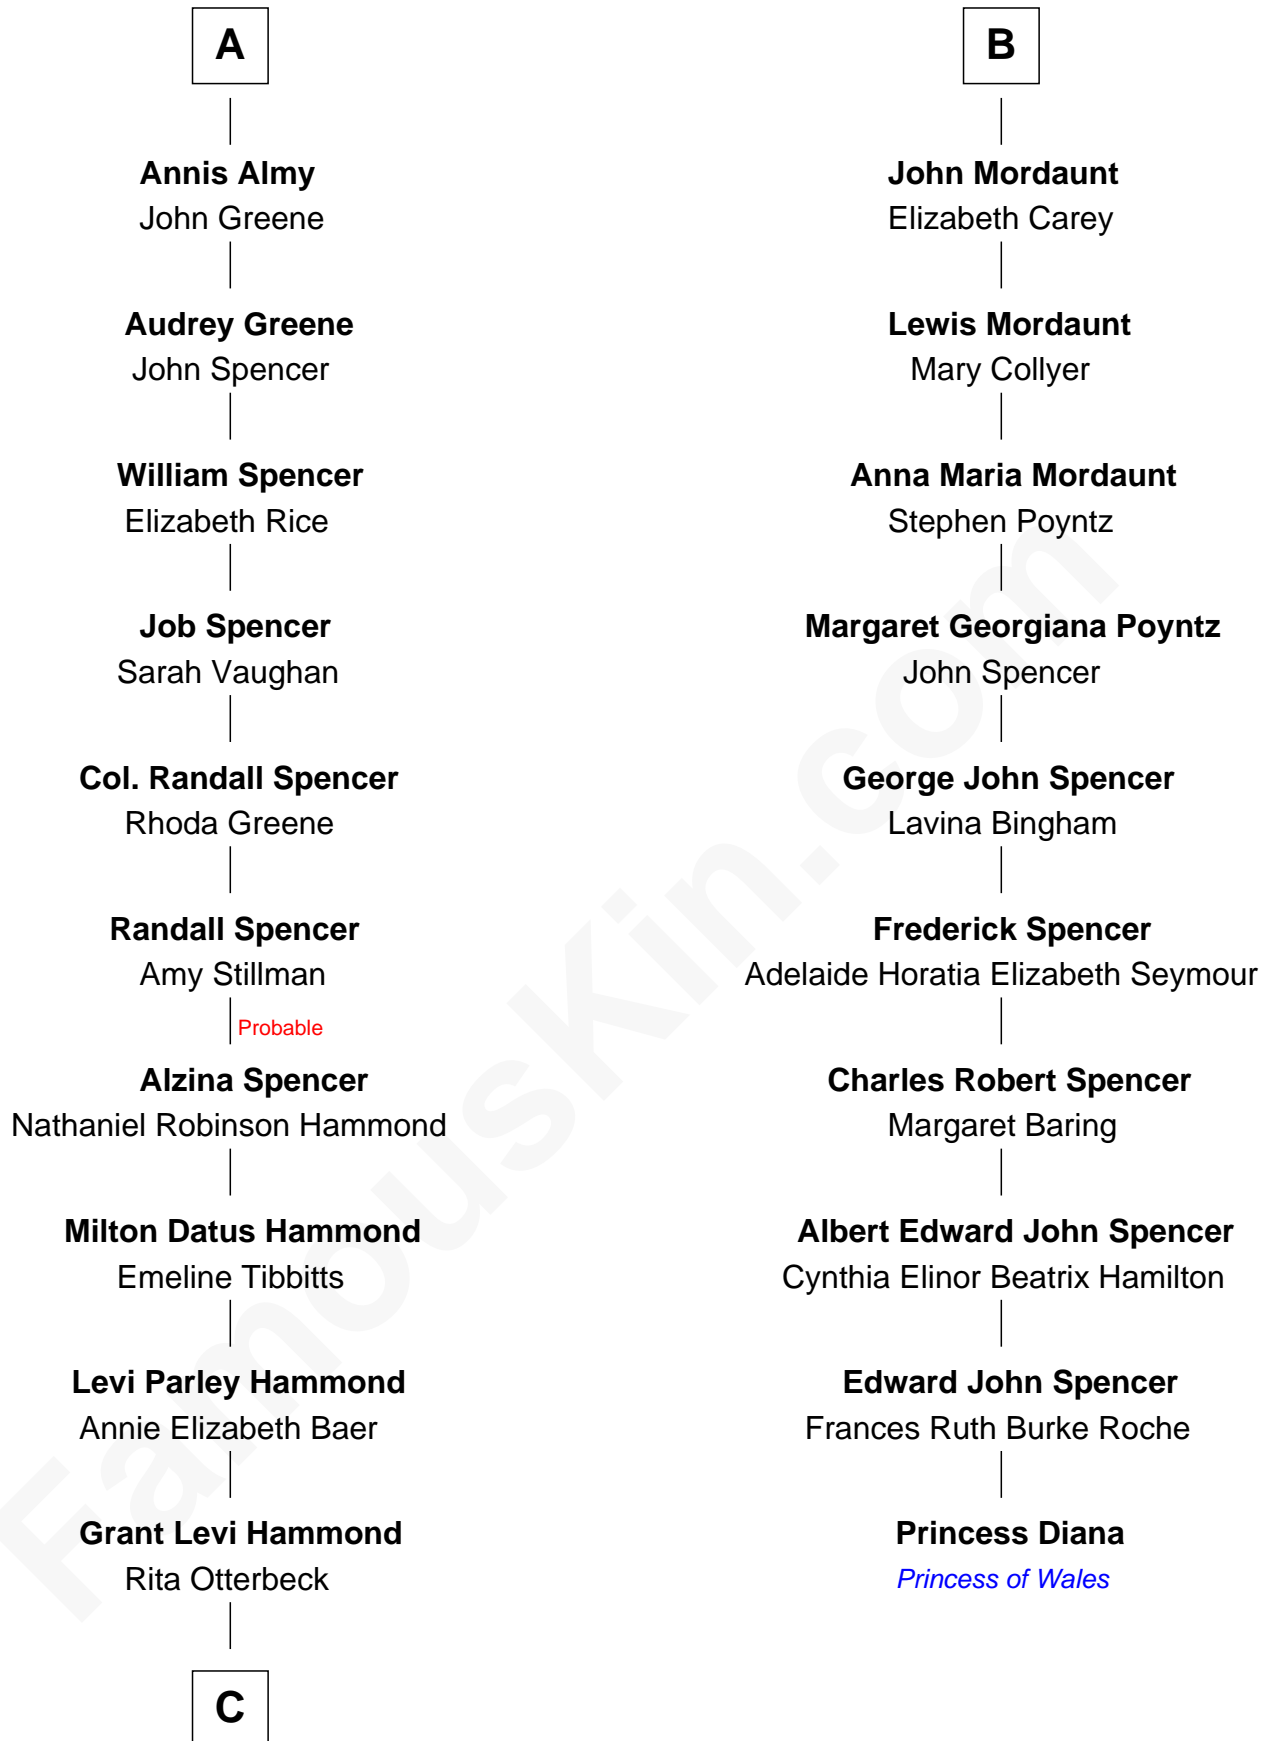 A
Annis Almy
John Greene
Audrey Greene
John Spencer
William Spencer
Elizabeth Rice
Job Spencer
Sarah Vaughan
Col. Randall Spencer
Rhoda Greene
Randall Spencer
Amy Stillman
Probable
Alzina Spencer
Nathaniel Robinson Hammond
Milton Datus Hammond
Emeline Tibbitts
Levi Parley Hammond
Annie Elizabeth Baer
Grant Levi Hammond
Rita Otterbeck
C
B
John Mordaunt
Elizabeth Carey
Lewis Mordaunt
Mary Collyer
Anna Maria Mordaunt
Stephen Poyntz
Margaret Georgiana Poyntz
John Spencer
George John Spencer
Lavina Bingham
Frederick Spencer
Adelaide Horatia Elizabeth Seymour
Charles Robert Spencer
Margaret Baring
Albert Edward John Spencer
Cynthia Elinor Beatrix Hamilton
Edward John Spencer
Frances Ruth Burke Roche
Princess Diana
Princess of Wales
FamousKin.com